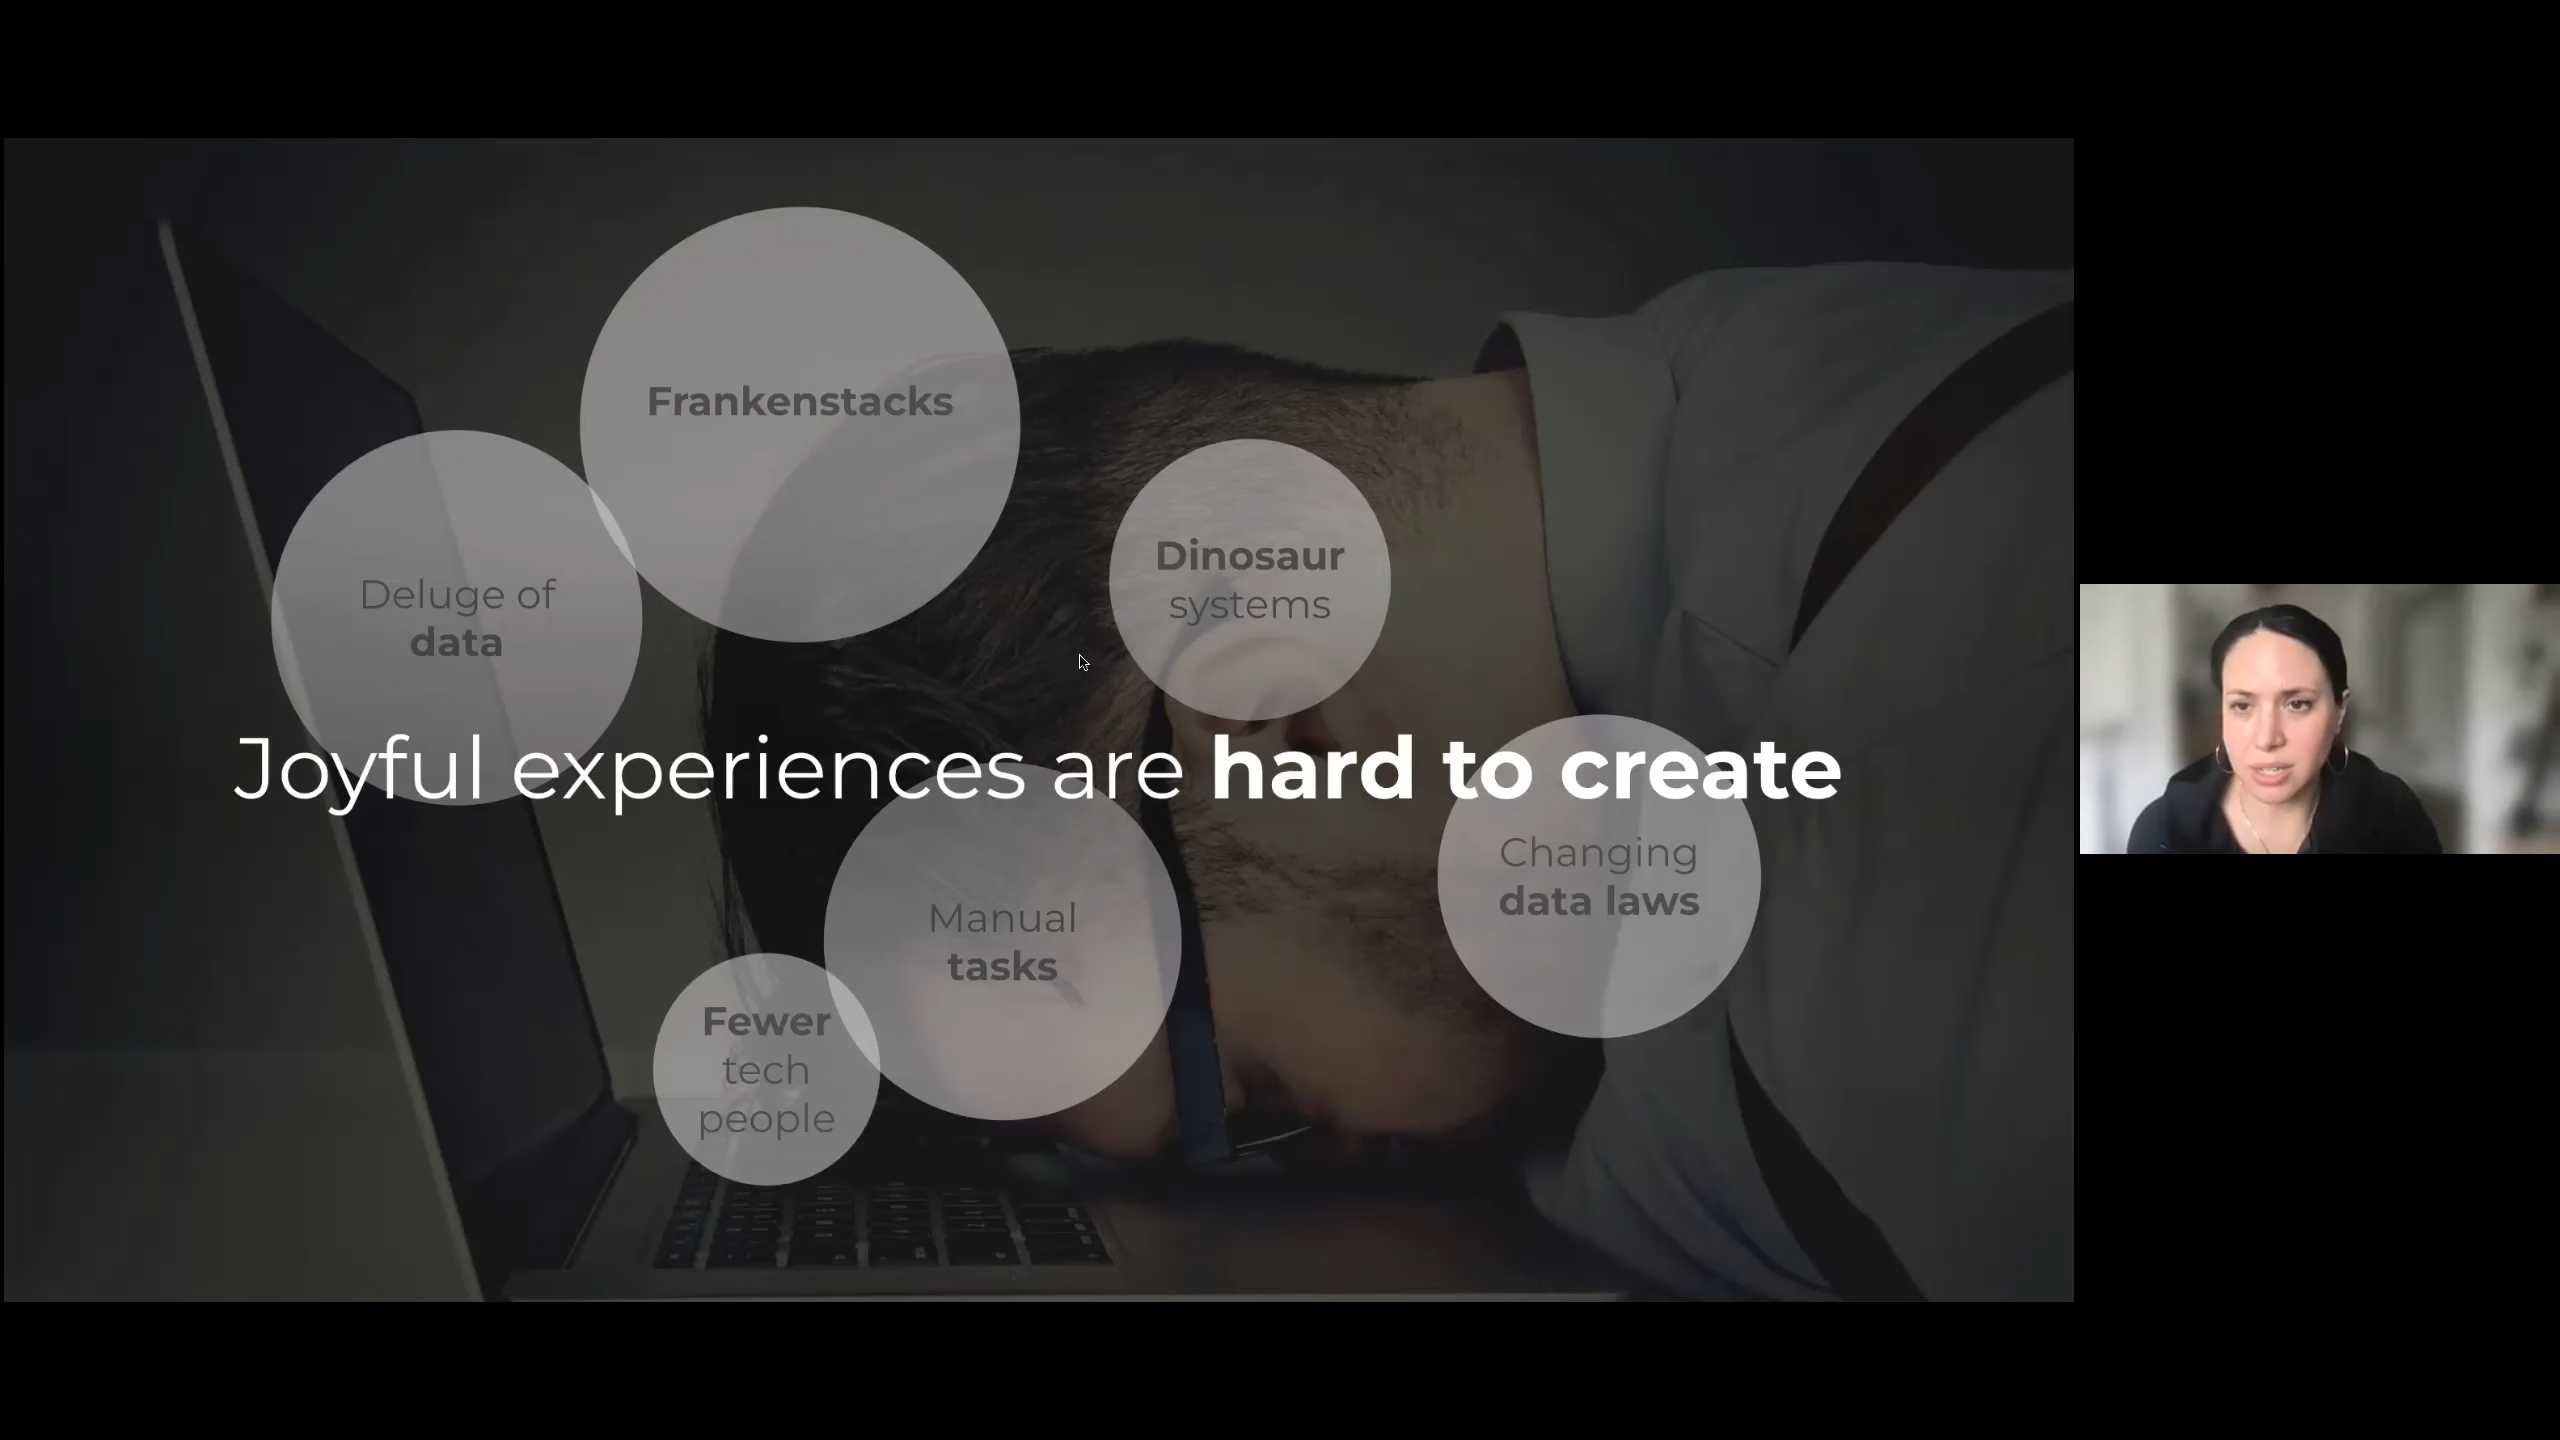 Frankenstacks
Deluge of
data
Dinosaur
systems
Joyful experiences are hard to create
Changing
data laws
Manual
tasks
Fewer
tech
people